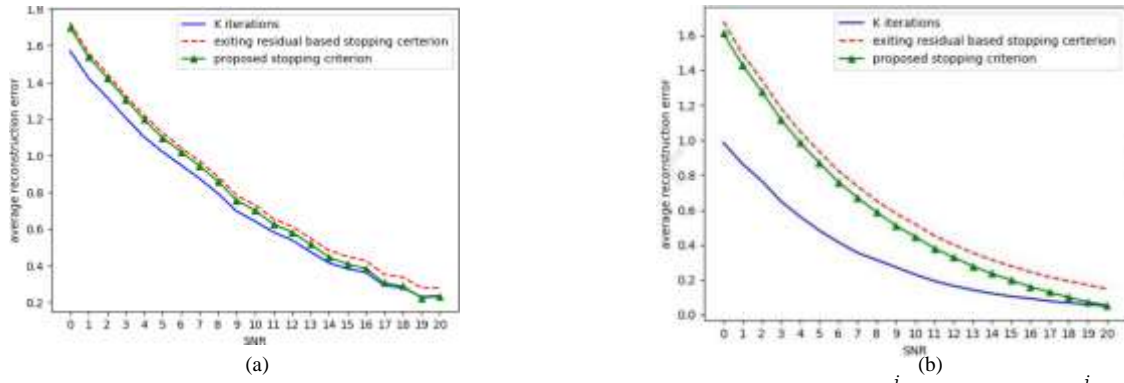 1.8
1.6
1.4
1.2
1.0
0.8
0.6
0.4
0.2
average reconstruction error
K iterations
exiting residual based stopping certerion
proposed stopping criterion
0 1 2 3 4 5 6 7 8 9 10 11 12 13 14 15 16 17 18 19 20
SNR
(a)
1.6
1.4
1.2
1.0
0.8
0.6
0.4
0.2
0.0
average reconstruction error
K iterations
exiting residual based stopping certerion
proposed stopping criterion
0 1 2 3 4 5 6 7 8 9 10 11 12 13 14 15 16 17 18 19 20
SNR
(b)
i i